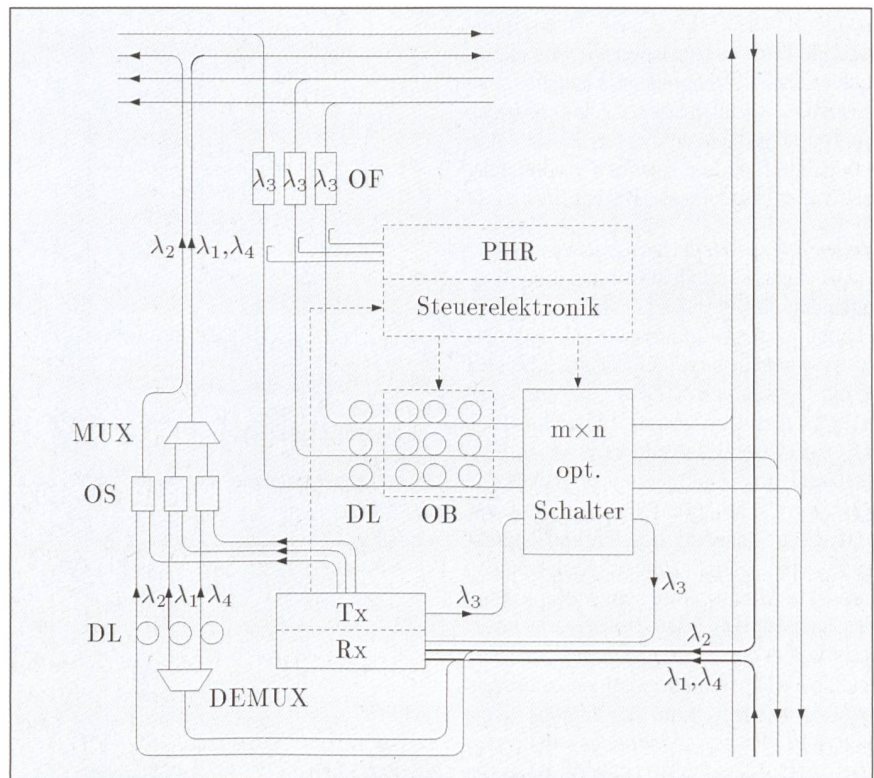 λ₃ λ₃ λ₃ OF
λ₂ λ₁,λ₄
PHR
Steuerelektronik
MUX
m×n
opt.
Schalter
OS
DL OB
λ₂ λ₁ λ₄
λ₃ λ₃
Tx
DL
Rx
λ₂
λ₁,λ₄
DEMUX